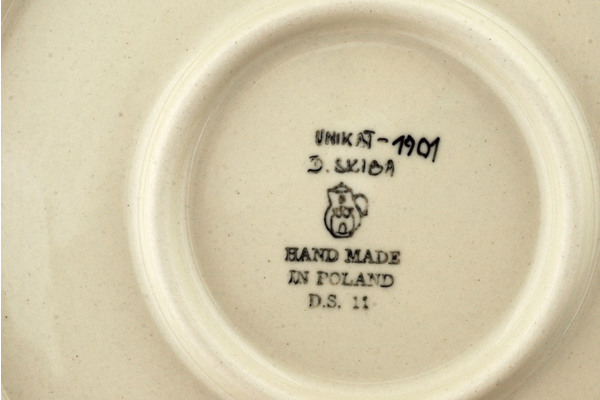 UNIKAT-1901
D. SKIBA
HAND MADE
IN POLAND
D.S. 11